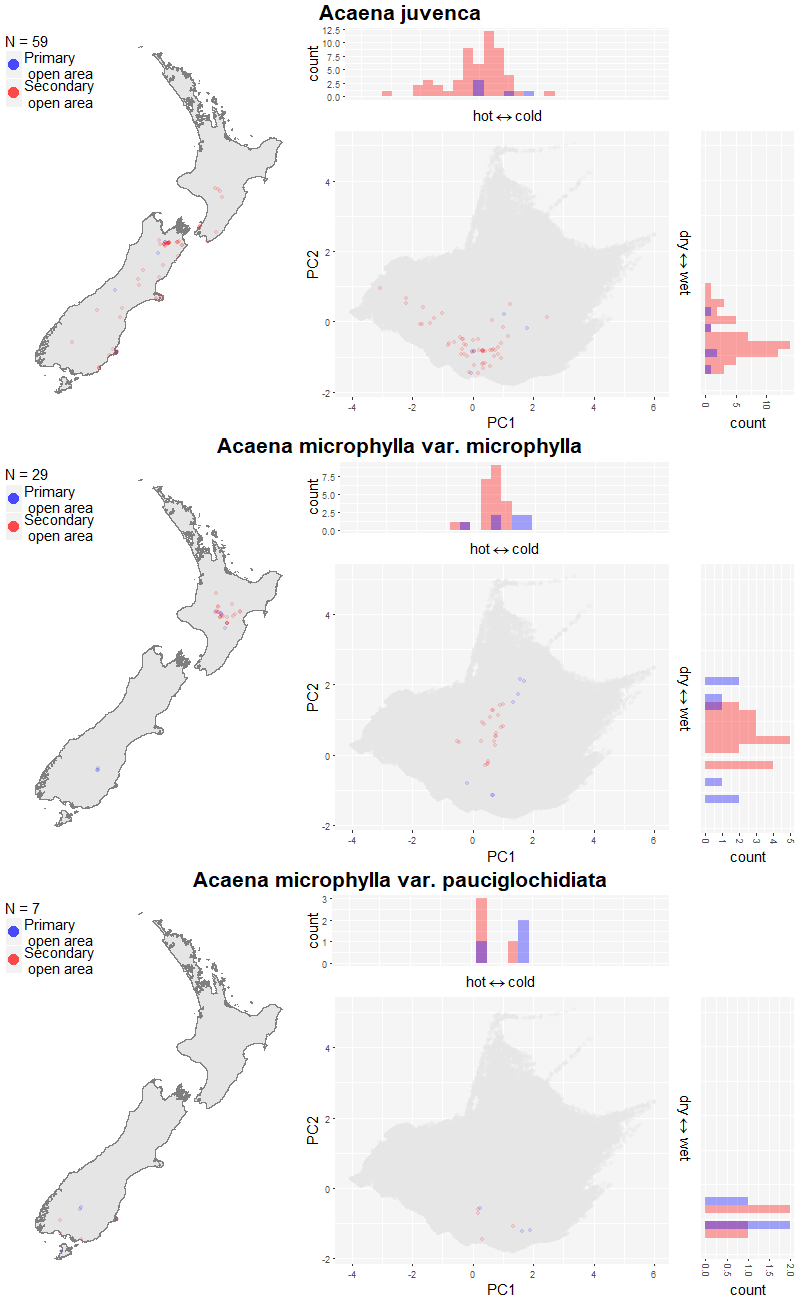 Acaena juvenca
N = 59
Primary
open area
Secondary
open area
count
12.5
10.0
7.5
5.0
2.5
0.0
hot↔cold
PC2
4
2
0
-2
-4
-2
0
2
4
6
PC1
dry↔wet
0
5
10
count
Acaena microphylla var. microphylla
N = 29
Primary
open area
Secondary
open area
count
7.5
5.0
2.5
0.0
hot↔cold
PC2
4
2
0
-2
-4
-2
0
2
4
6
PC1
dry↔wet
0
1
2
3
4
5
count
Acaena microphylla var. pauciglochidiata
N = 7
Primary
open area
Secondary
open area
count
3
2
1
0
hot↔cold
PC2
4
2
0
-2
-4
-2
0
2
4
6
PC1
dry↔wet
0.0
0.5
1.0
1.5
2.0
count